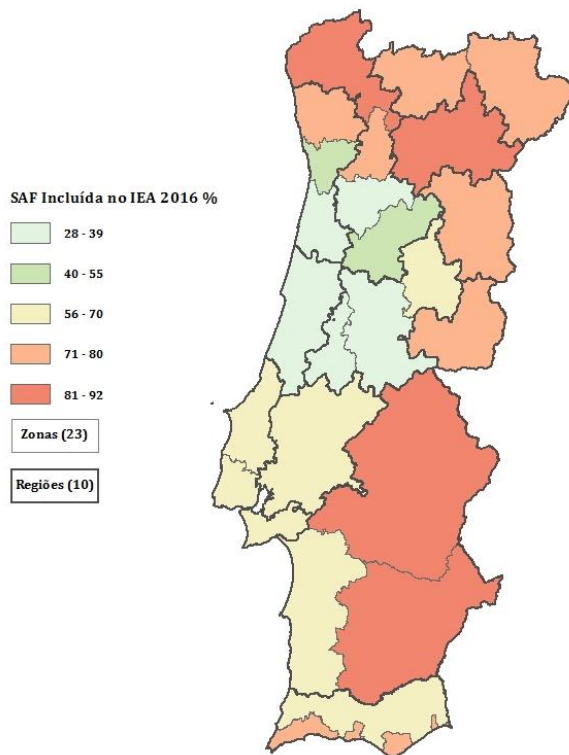 SAF Incluída no IEA 2016 %
28 - 39
40 - 55
56 - 70
71 - 80
81 - 92
Zonas (23)
Regiões (10)